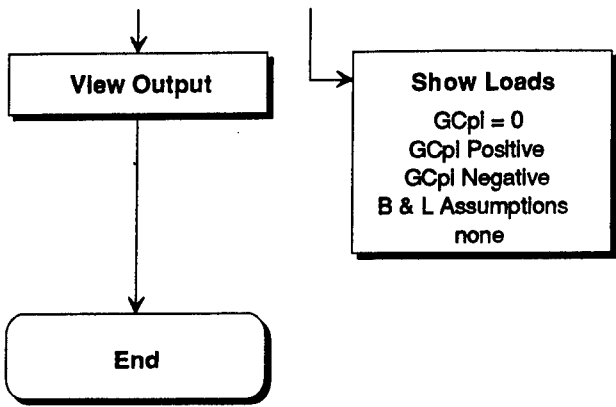 View Output
Show Loads
GCpi = 0
GCpi Positive
GCpi Negative
B & L Assumptions
none
End